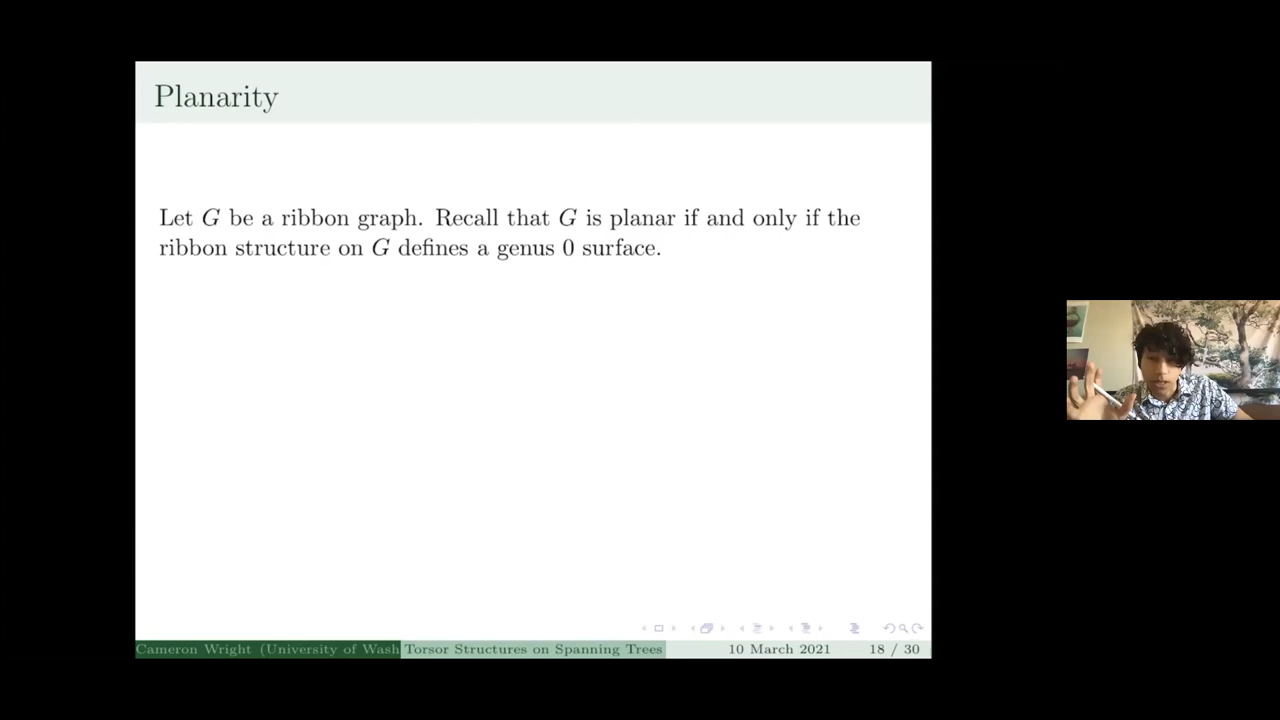 Planarity
Let G be a ribbon graph. Recall that G is planar if and only if the
ribbon structure on G defines a genus 0 surface.
Cameron Wright (University of Wash Torsor Structures on Spanning Trees 10 March 2021 18 / 30